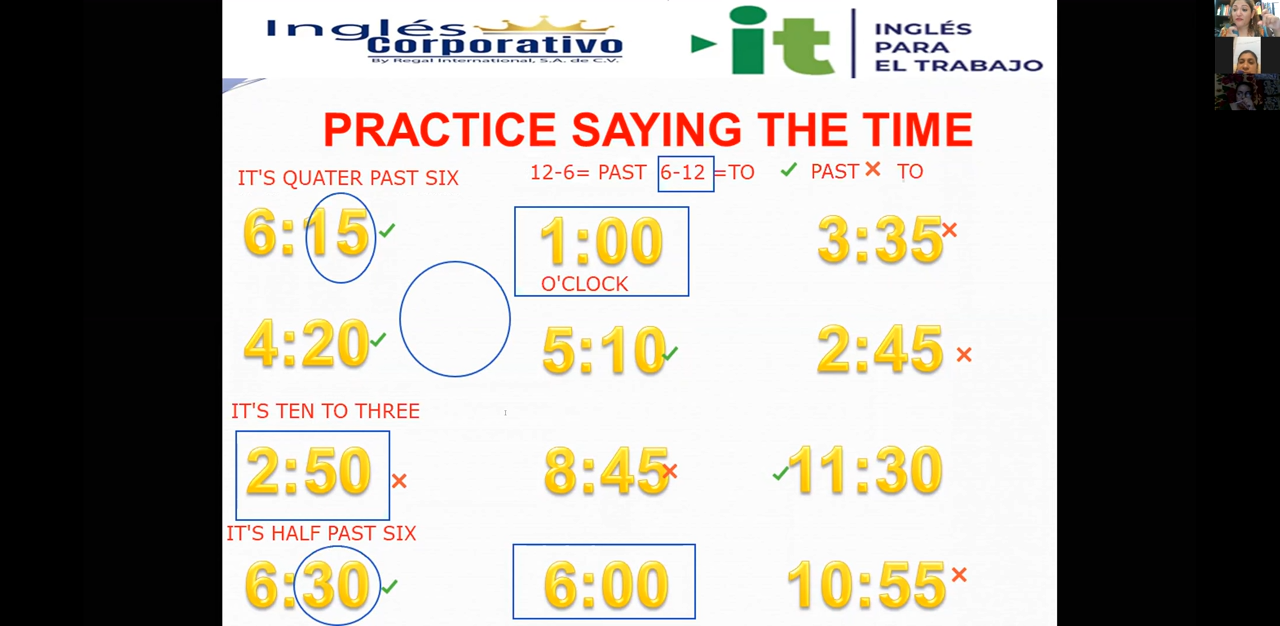 Inglés
Corporativo
By Regal International, S.A. de C.V.
it
INGLÉS
PARA
EL TRABAJO
PRACTICE SAYING THE TIME
12-6= PAST 6-12 =TO ✓ PAST ✕ TO
IT'S QUATER PAST SIX
6:15 ✓
1:00
O'CLOCK
3:35 ✕
4:20 ✓
5:10 ✓
2:45 ✕
IT'S TEN TO THREE
2:50 ✕
8:45 ✕
✓ 11:30
IT'S HALF PAST SIX
6:30 ✓
6:00
10:55 ✕